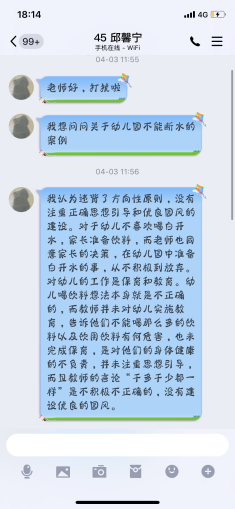 18:14
4G
99+
45 邱馨宁
手机在线 - WiFi
04-03 11:55
老师好，打扰啦
我想问问关于幼儿园不能断水的
案例
04-03 11:56
我认为违背了方向性原则，没有
注重正确思想引导和优良园风的
建设。对于幼儿不喜欢喝白开
水，家长准备饮料，而老师也同
意家长的决策，在幼儿园中准备
白开水的事，从不积极到放弃。
对幼儿的工作是保育和教育。幼
儿喝饮料想法本身就是不正确
的，而教师并未对幼儿实施教
育，告诉他们不能喝那么多的饮
料以及饮用饮料有何危害，也未
完成保育，是对他们的身体健康
的不负责，并未注重思想引导，
而且教师的言论“干多干少都一
样”是不积极不正确的，没有建
设优良的园风。